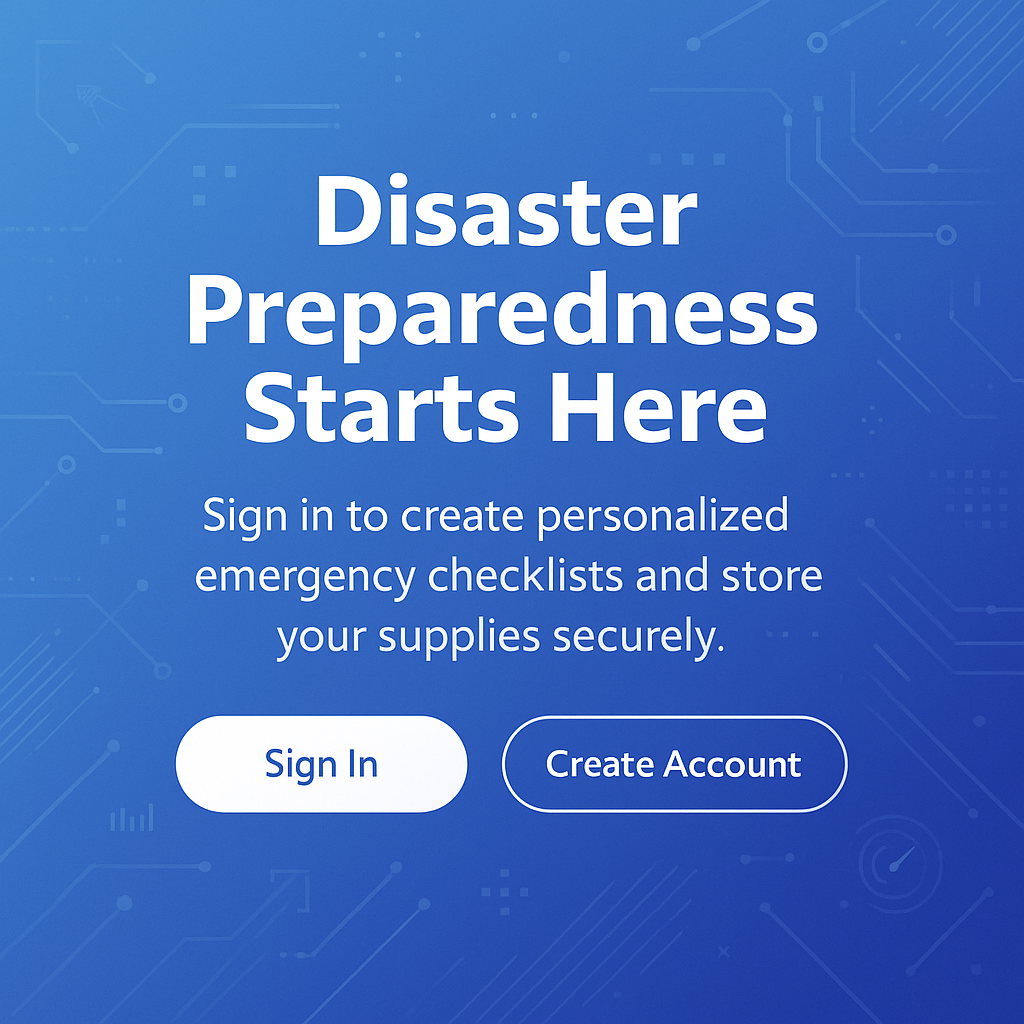 Disaster
Preparedness
Starts Here
Sign in to create personalized
emergency checklists and store
your supplies securely.
Sign In
Create Account